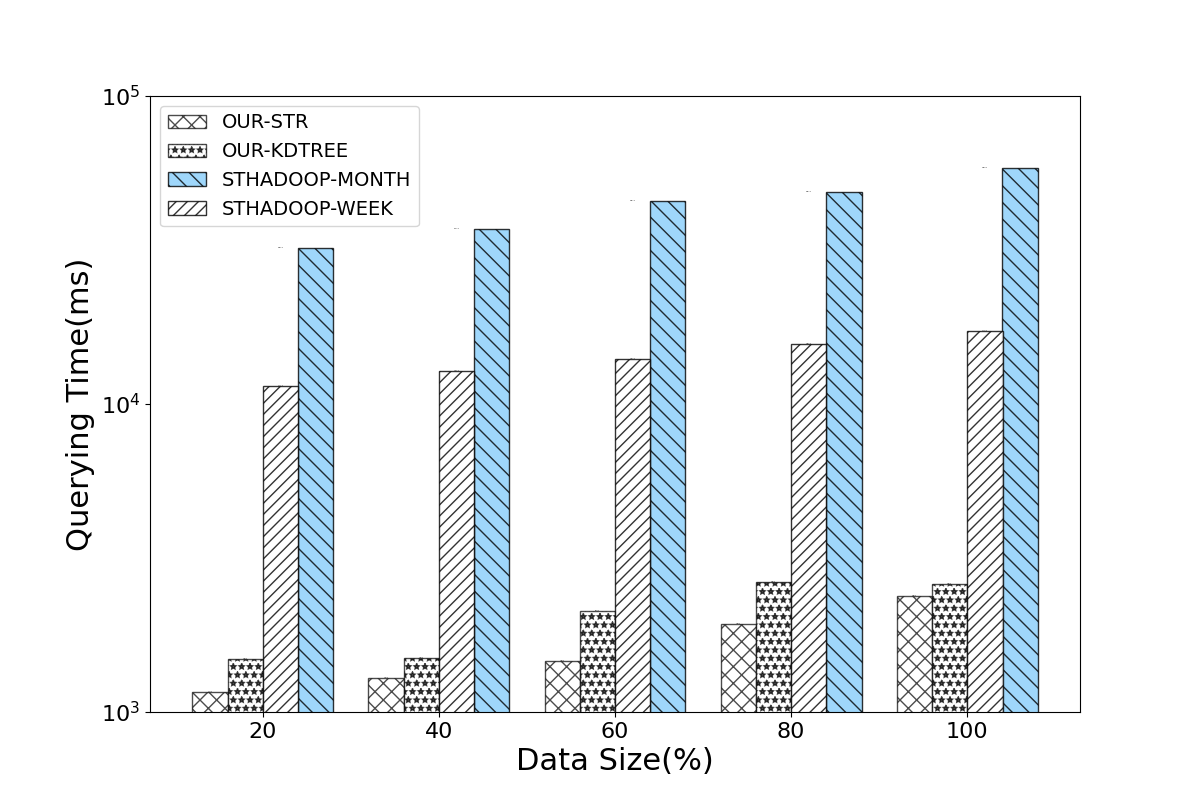 10^5
OUR-STR
OUR-KDTREE
STHADOOP-MONTH
STHADOOP-WEEK
Querying Time(ms)
10^4
10^3
20 40 60 80 100
Data Size(%)